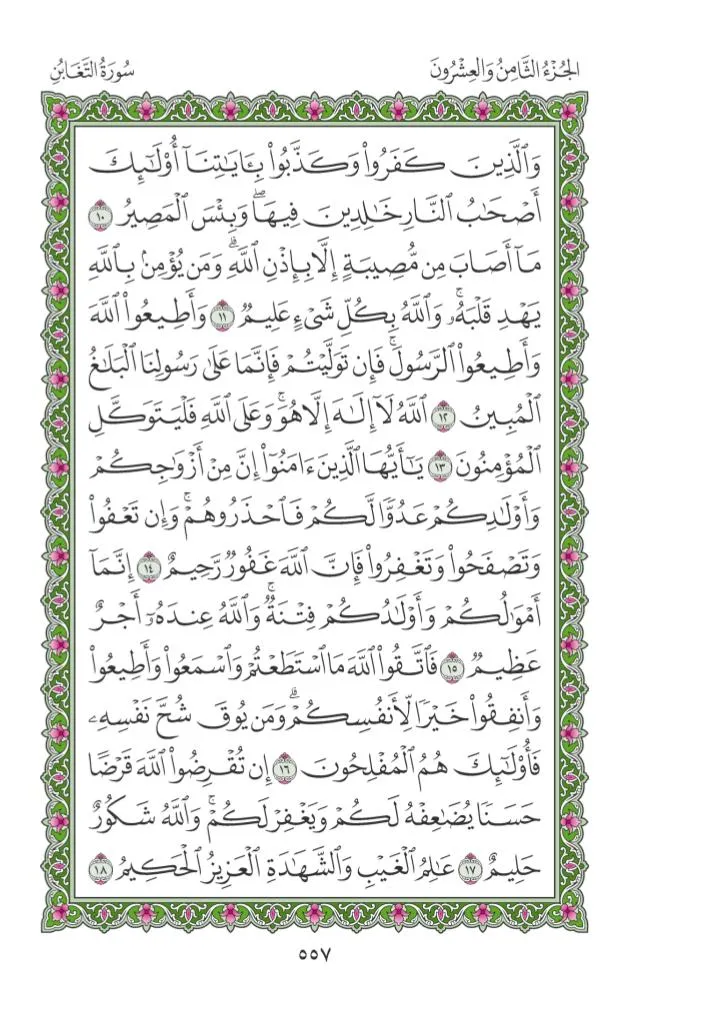 الجُزْءُ الثَّامِنُ وَالعِشْرُونَ
سُورَةُ التَّغَابُنِ
وَٱلَّذِينَ كَفَرُوا۟ وَكَذَّبُوا۟ بِـَٔايَـٰتِنَآ أُو۟لَـٰٓئِكَ
أَصْحَـٰبُ ٱلنَّارِ خَـٰلِدِينَ فِيهَا ۖ وَبِئْسَ ٱلْمَصِيرُ ١٠
مَآ أَصَابَ مِن مُّصِيبَةٍ إِلَّا بِإِذْنِ ٱللَّهِ ۗ وَمَن يُؤْمِنۢ بِٱللَّهِ
يَهْدِ قَلْبَهُۥ ۚ وَٱللَّهُ بِكُلِّ شَىْءٍ عَلِيمٌ ١١ وَأَطِيعُوا۟ ٱللَّهَ
وَأَطِيعُوا۟ ٱلرَّسُولَ ۚ فَإِن تَوَلَّيْتُمْ فَإِنَّمَا عَلَىٰ رَسُولِنَا ٱلْبَلَـٰغُ
ٱلْمُبِينُ ١٢ ٱللَّهُ لَآ إِلَـٰهَ إِلَّا هُوَ ۚ وَعَلَى ٱللَّهِ فَلْيَتَوَكَّلِ
ٱلْمُؤْمِنُونَ ١٣ يَـٰٓأَيُّهَا ٱلَّذِينَ ءَامَنُوٓا۟ إِنَّ مِنْ أَزْوَٰجِكُمْ
وَأَوْلَـٰدِكُمْ عَدُوًّا لَّكُمْ فَٱحْذَرُوهُمْ ۚ وَإِن تَعْفُوا۟
وَتَصْفَحُوا۟ وَتَغْفِرُوا۟ فَإِنَّ ٱللَّهَ غَفُورٌ رَّحِيمٌ ١٤ إِنَّمَآ
أَمْوَٰلُكُمْ وَأَوْلَـٰدُكُمْ فِتْنَةٌ ۚ وَٱللَّهُ عِندَهُۥٓ أَجْرٌ
عَظِيمٌ ١٥ فَٱتَّقُوا۟ ٱللَّهَ مَا ٱسْتَطَعْتُمْ وَٱسْمَعُوا۟ وَأَطِيعُوا۟
وَأَنفِقُوا۟ خَيْرًا لِّأَنفُسِكُمْ ۗ وَمَن يُوقَ شُحَّ نَفْسِهِۦ
فَأُو۟لَـٰٓئِكَ هُمُ ٱلْمُفْلِحُونَ ١٦ إِن تُقْرِضُوا۟ ٱللَّهَ قَرْضًا
حَسَنًا يُضَـٰعِفْهُ لَكُمْ وَيَغْفِرْ لَكُمْ ۚ وَٱللَّهُ شَكُورٌ
حَلِيمٌ ١٧ عَـٰلِمُ ٱلْغَيْبِ وَٱلشَّهَـٰدَةِ ٱلْعَزِيزُ ٱلْحَكِيمُ ١٨
٥٥٧